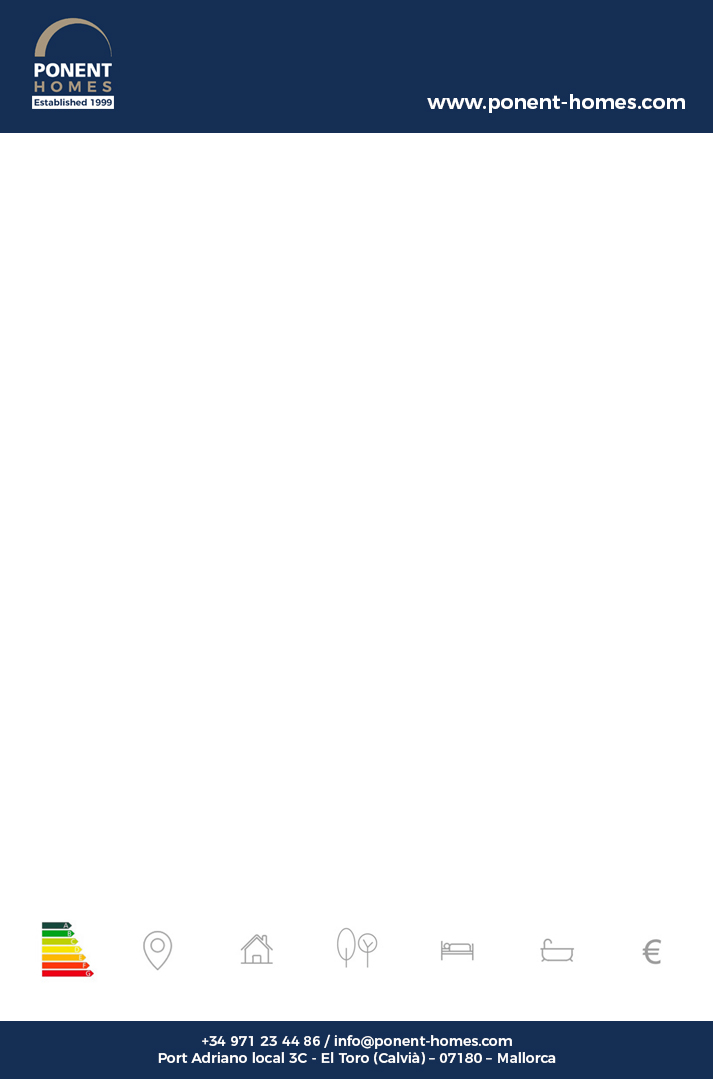 PONENT
HOMES
Established 1999
www.ponent-homes.com
A
B
C
D
E
F
G
€
+34 971 23 44 86 / info@ponent-homes.com
Port Adriano local 3C - El Toro (Calvià) – 07180 – Mallorca